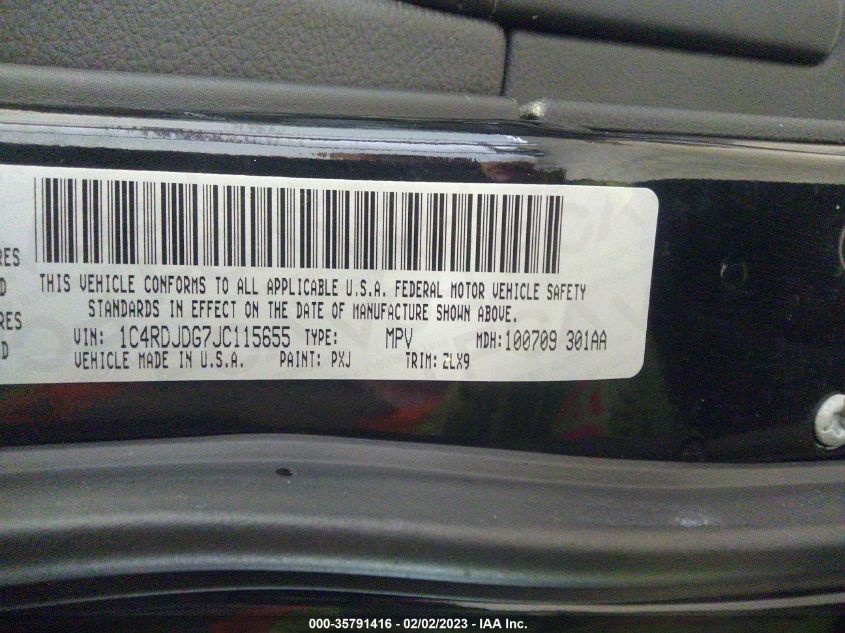 RES
D
RES
D
THIS VEHICLE CONFORMS TO ALL APPLICABLE U.S.A. FEDERAL MOTOR VEHICLE SAFETY
STANDARDS IN EFFECT ON THE DATE OF MANUFACTURE SHOWN ABOVE.
VIN: 1C4RDJDG7JC115655 TYPE: MPV MDH: 100709 301AA
VEHICLE MADE IN U.S.A. PAINT: PXJ TRIM: ZLX9
000-35791416 - 02/02/2023 - IAA Inc.